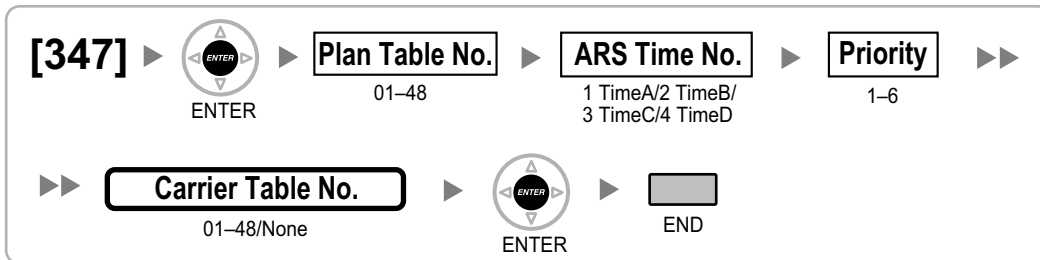 [347]
ENTER
ENTER
Plan Table No.
01–48
ARS Time No.
1 TimeA/2 TimeB/
3 TimeC/4 TimeD
Priority
1–6
Carrier Table No.
01–48/None
ENTER
ENTER
END